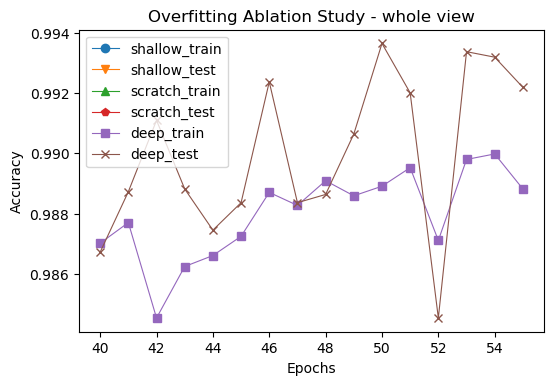 Overfitting Ablation Study - whole view
0.994
0.992
0.990
0.988
0.986
Accuracy
shallow_train
shallow_test
scratch_train
scratch_test
deep_train
deep_test
40
42
44
46
48
50
52
54
Epochs